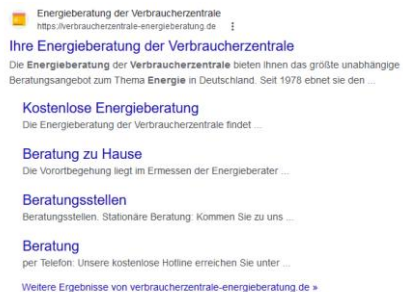 Energieberatung der Verbraucherzentrale
https://verbraucherzentrale-energieberatung.de
Ihre Energieberatung der Verbraucherzentrale
Die Energieberatung der Verbraucherzentrale bieten Ihnen das größte unabhängige
Beratungsangebot zum Thema Energie in Deutschland. Seit 1978 ebnet sie den ...
Kostenlose Energieberatung
Die Energieberatung der Verbraucherzentrale findet ...
Beratung zu Hause
Die Vorortbegehung liegt im Ermessen der Energieberater ...
Beratungsstellen
Beratungsstellen. Stationäre Beratung: Kommen Sie zu uns ...
Beratung
per Telefon: Unsere kostenlose Hotline erreichen Sie unter ...
Weitere Ergebnisse von verbraucherzentrale-energieberatung.de »